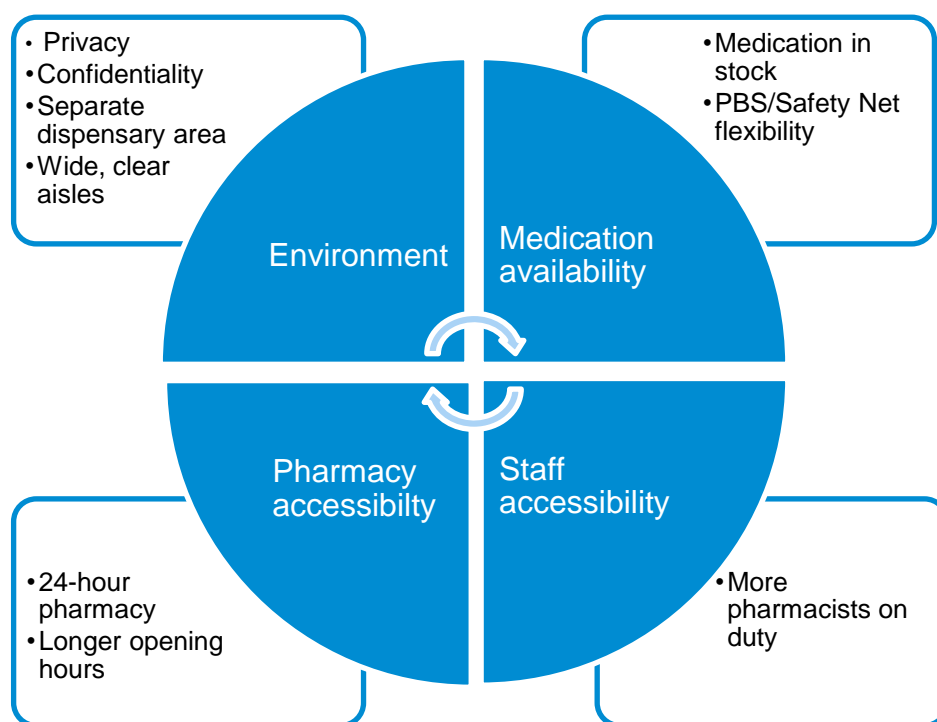 • Privacy
•Confidentiality
•Separate
dispensary area
•Wide, clear
aisles
•Medication in
stock
•PBS/Safety Net
flexibility
Environment
Medication
availability
Pharmacy
accessibilty
Staff
accessibility
•24-hour
pharmacy
•Longer opening
hours
•More
pharmacists on
duty